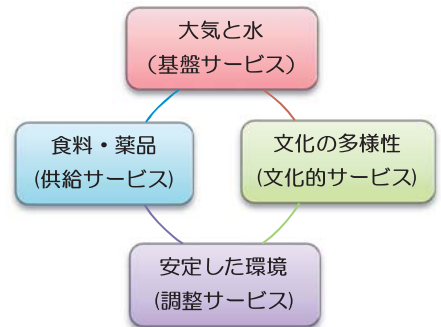 大気と水
（基盤サービス）
食料・薬品
(供給サービス)
文化の多様性
(文化的サービス)
安定した環境
(調整サービス)